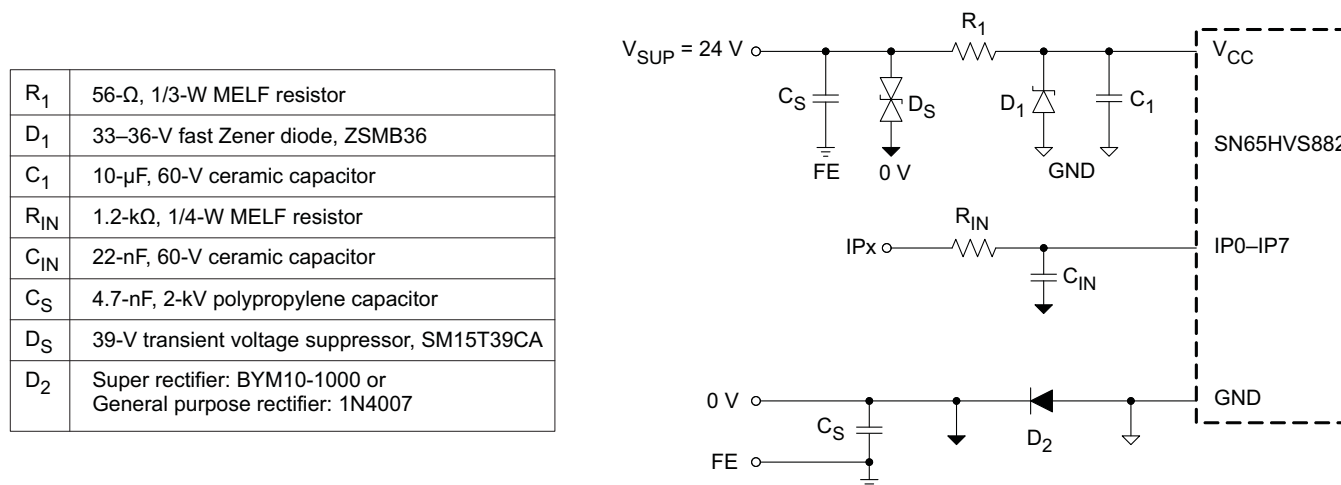 R1 56-Ω, 1/3-W MELF resistor
D1 33–36-V fast Zener diode, ZSMB36
C1 10-μF, 60-V ceramic capacitor
RIN 1.2-kΩ, 1/4-W MELF resistor
CIN 22-nF, 60-V ceramic capacitor
CS 4.7-nF, 2-kV polypropylene capacitor
DS 39-V transient voltage suppressor, SM15T39CA
D2 Super rectifier: BYM10-1000 or
General purpose rectifier: 1N4007
R1
VSUP = 24 V
VCC
CS
DS
D1
C1
SN65HVS882
FE
0 V
GND
RIN
IPx
IP0–IP7
CIN
0 V
GND
CS
D2
FE